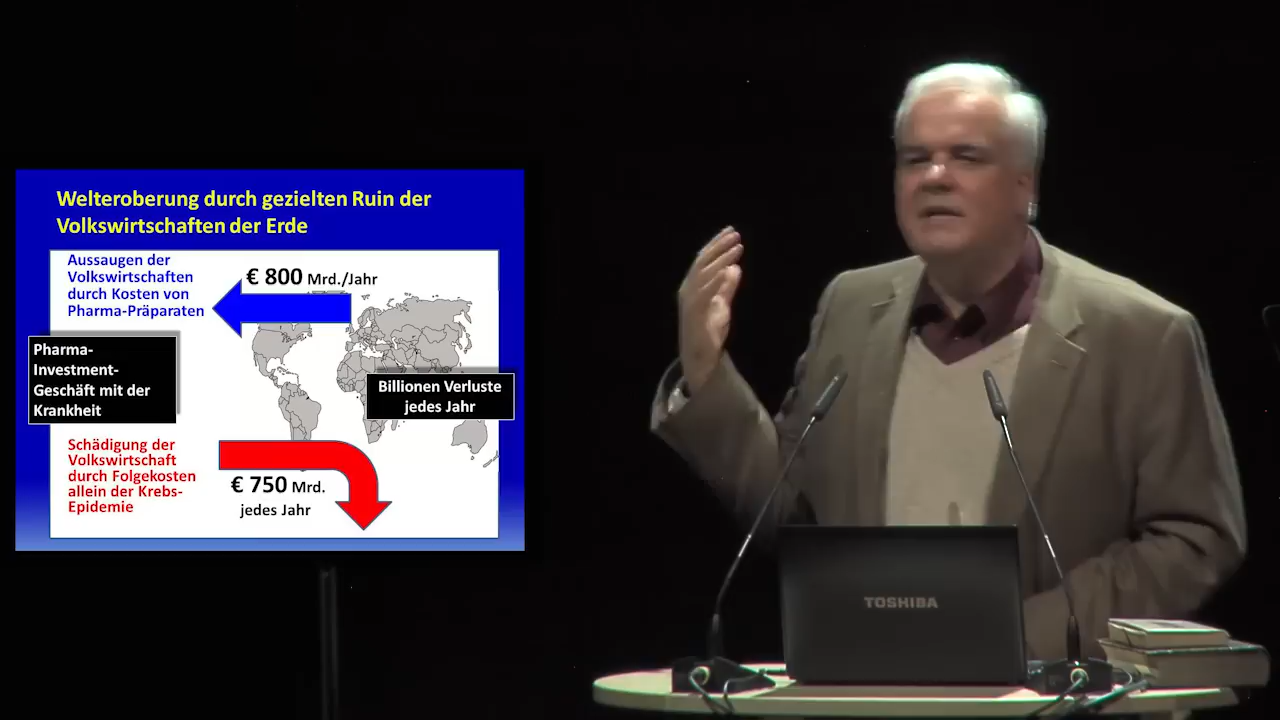 Welteroberung durch gezielten Ruin der
Volkswirtschaften der Erde
Aussaugen der
Volkswirtschaften
durch Kosten von
Pharma-Präparaten
€ 800 Mrd./Jahr
Pharma-
Investment-
Geschäft mit der
Krankheit
Billionen Verluste
jedes Jahr
Schädigung der
Volkswirtschaft
durch Folgekosten
allein der Krebs-
Epidemie
€ 750 Mrd.
jedes Jahr
TOSHIBA